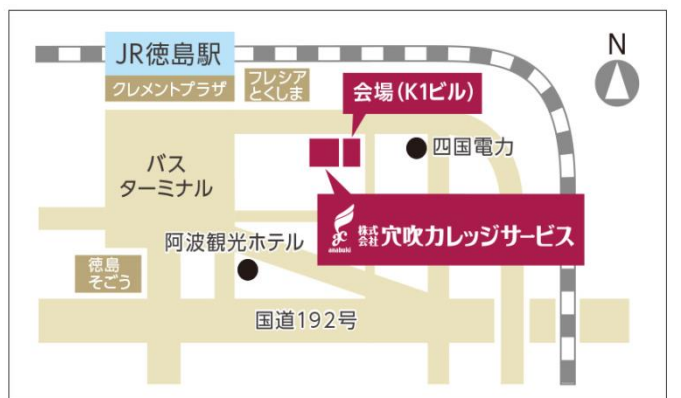 JR徳島駅
クレメントプラザ
フレシア
とくしま
N
会場(K1ビル)
四国電力
バス
ターミナル
anabuki
株式
会社
穴吹カレッジサービス
阿波観光ホテル
徳島
そごう
国道192号